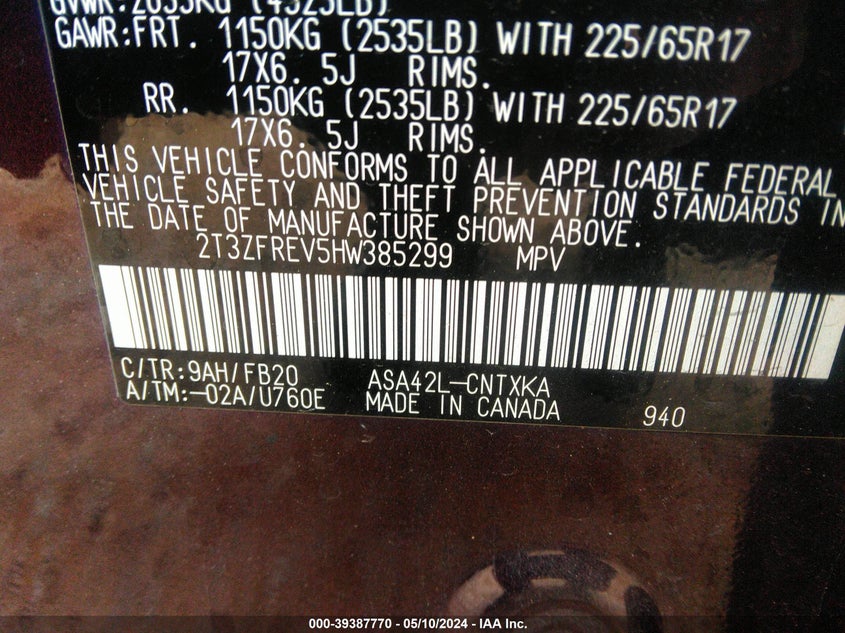 GVWR:2035KG (4525LB)
GAWR:FRT. 1150KG (2535LB) WITH 225/65R17
17X6. 5J RIMS.
RR. 1150KG (2535LB) WITH 225/65R17
17X6. 5J RIMS.
THIS VEHICLE CONFORMS TO ALL APPLICABLE FEDERAL
VEHICLE SAFETY AND THEFT PREVENTION STANDARDS IN
THE DATE OF MANUFACTURE SHOWN ABOVE.
2T3ZFREV5HW385299 MPV
C/TR:9AH/FB20 ASA42L-CNTXKA
A/TM:-02A/U760E MADE IN CANADA 940
000-39387770 - 05/10/2024 - IAA Inc.